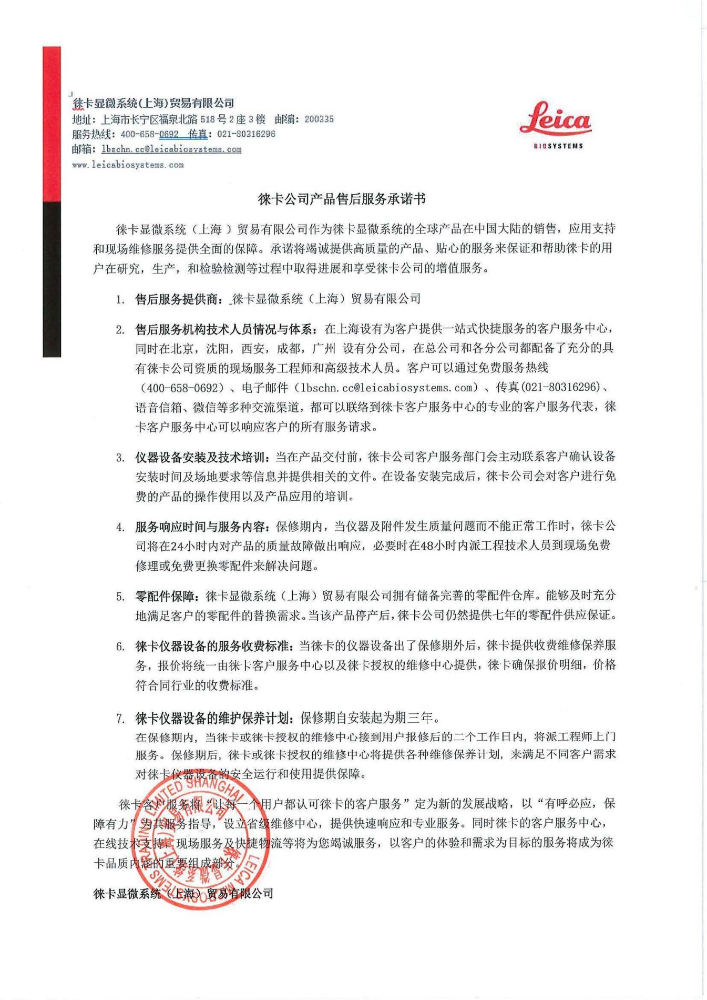 徕卡显微系统(上海)贸易有限公司
地址：上海市长宁区福泉北路 518 号 2 座 3 楼 邮编：200335
服务热线：400-658-0692 传真：021-80316296
邮箱：lbschn.cc@leicabiosystems.com
www.leicabiosystems.com
Leica
BIOSYSTEMS
徕卡公司产品售后服务承诺书
徕卡显微系统（上海 ）贸易有限公司作为徕卡显微系统的全球产品在中国大陆的销售，应用支持
和现场维修服务提供全面的保障。承诺将竭诚提供高质量的产品、贴心的服务来保证和帮助徕卡的用
户在研究，生产，和检验检测等过程中取得进展和享受徕卡公司的增值服务。
1. 售后服务提供商：徕卡显微系统（上海）贸易有限公司
2. 售后服务机构技术人员情况与体系：在上海设有为客户提供一站式快捷服务的客户服务中心，
同时在北京，沈阳，西安，成都，广州 设有分公司，在总公司和各分公司都配备了充分的具
有徕卡公司资质的现场服务工程师和高级技术人员。客户可以通过免费服务热线
（400-658-0692）、电子邮件（lbschn.cc@leicabiosystems.com）、传真(021-80316296)、
语音信箱、微信等多种交流渠道，都可以联络到徕卡客户服务中心的专业的客户服务代表，徕
卡客户服务中心可以响应客户的所有服务请求。
3. 仪器设备安装及技术培训：当在产品交付前，徕卡公司客户服务部门会主动联系客户确认设备
安装时间及场地要求等信息并提供相关的文件。在设备安装完成后，徕卡公司会对客户进行免
费的产品的操作使用以及产品应用的培训。
4. 服务响应时间与服务内容：保修期内，当仪器及附件发生质量问题而不能正常工作时，徕卡公
司将在24小时内对产品的质量故障做出响应，必要时在48小时内派工程技术人员到现场免费
修理或免费更换零配件来解决问题。
5. 零配件保障：徕卡显微系统（上海）贸易有限公司拥有储备完善的零配件仓库。能够及时充分
地满足客户的零配件的替换需求。当该产品停产后，徕卡公司仍然提供七年的零配件供应保证。
6. 徕卡仪器设备的服务收费标准：当徕卡的仪器设备出了保修期外后，徕卡提供收费维修保养服
务，报价将统一由徕卡客户服务中心以及徕卡授权的维修中心提供，徕卡确保报价明细，价格
符合同行业的收费标准。
7. 徕卡仪器设备的维护保养计划：保修期自安装起为期三年。
在保修期内，当徕卡或徕卡授权的维修中心接到用户报修后的二个工作日内，将派工程师上门
服务。保修期后，徕卡或徕卡授权的维修中心将提供各种维修保养计划，来满足不同客户需求
对徕卡仪器设备的安全运行和使用提供保障。
徕卡客户服务将“让每一个用户都认可徕卡的客户服务”定为新的发展战略，以“有呼必应，保
障有力”为其服务指导，设立省级维修中心，提供快速响应和专业服务。同时徕卡的客户服务中心，
在线技术支持，现场服务及快捷物流等将为您竭诚服务，以客户的体验和需求为目标的服务将成为徕
卡品质内涵的重要组成部分。
徕卡显微系统（上海）贸易有限公司
LEICA MICROSYSTEMS TRADING LIMITED SHANGHAI
徕卡显微系统(上海)贸易有限公司